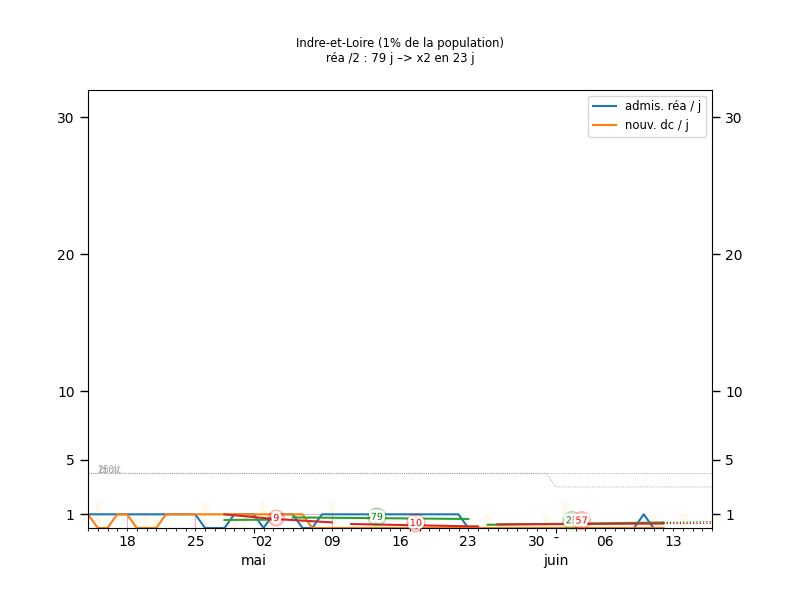 Indre-et-Loire (1% de la population)
réa /2 : 79 j –> x2 en 23 j
admis. réa / j
nouv. dc / j
30 30
20 20
10 10
5 5
1 1
-9 -79 -10 57
18 25 02 09 16 23 30 06 13
mai juin